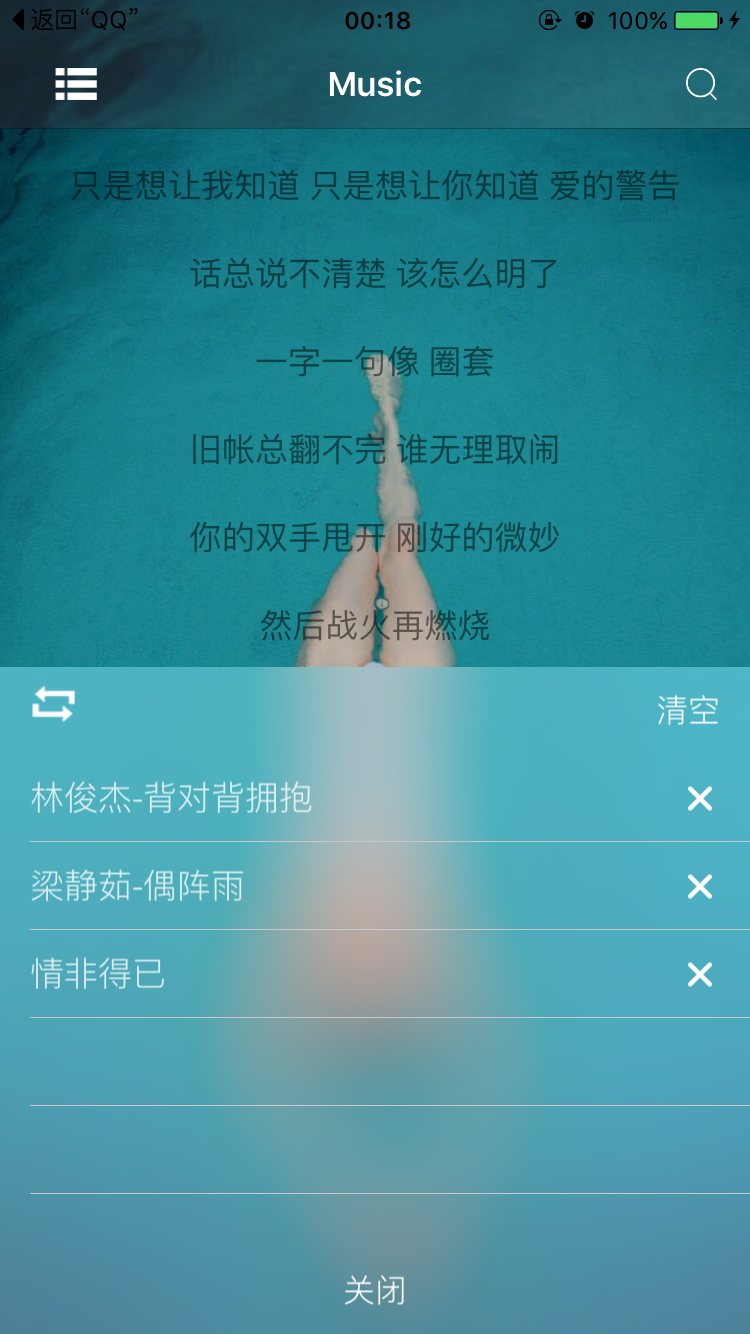 返回“QQ” 00:18 100%
Music
只是想让我知道 只是想让你知道 爱的警告
话总说不清楚 该怎么明了
一字一句像 圈套
旧帐总翻不完 谁无理取闹
你的双手甩开 刚好的微妙
然后战火再燃烧
清空
林俊杰-背对背拥抱
梁静茹-偶阵雨
情非得已
关闭